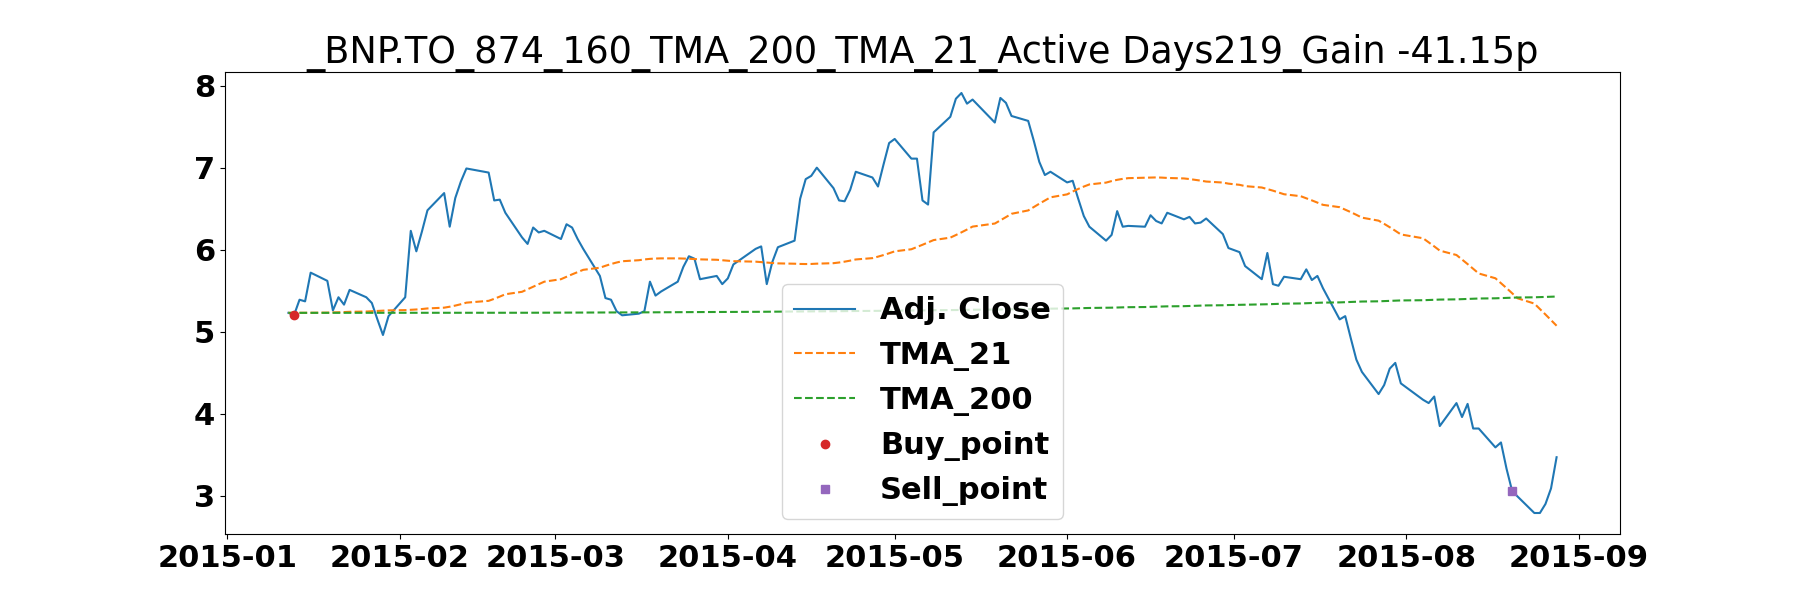 _BNP.TO_874_160_TMA_200_TMA_21_Active Days219_Gain -41.15p
8
7
6
5
4
3
Adj. Close
TMA_21
TMA_200
Buy_point
Sell_point
2015-01 2015-02 2015-03 2015-04 2015-05 2015-06 2015-07 2015-08 2015-09